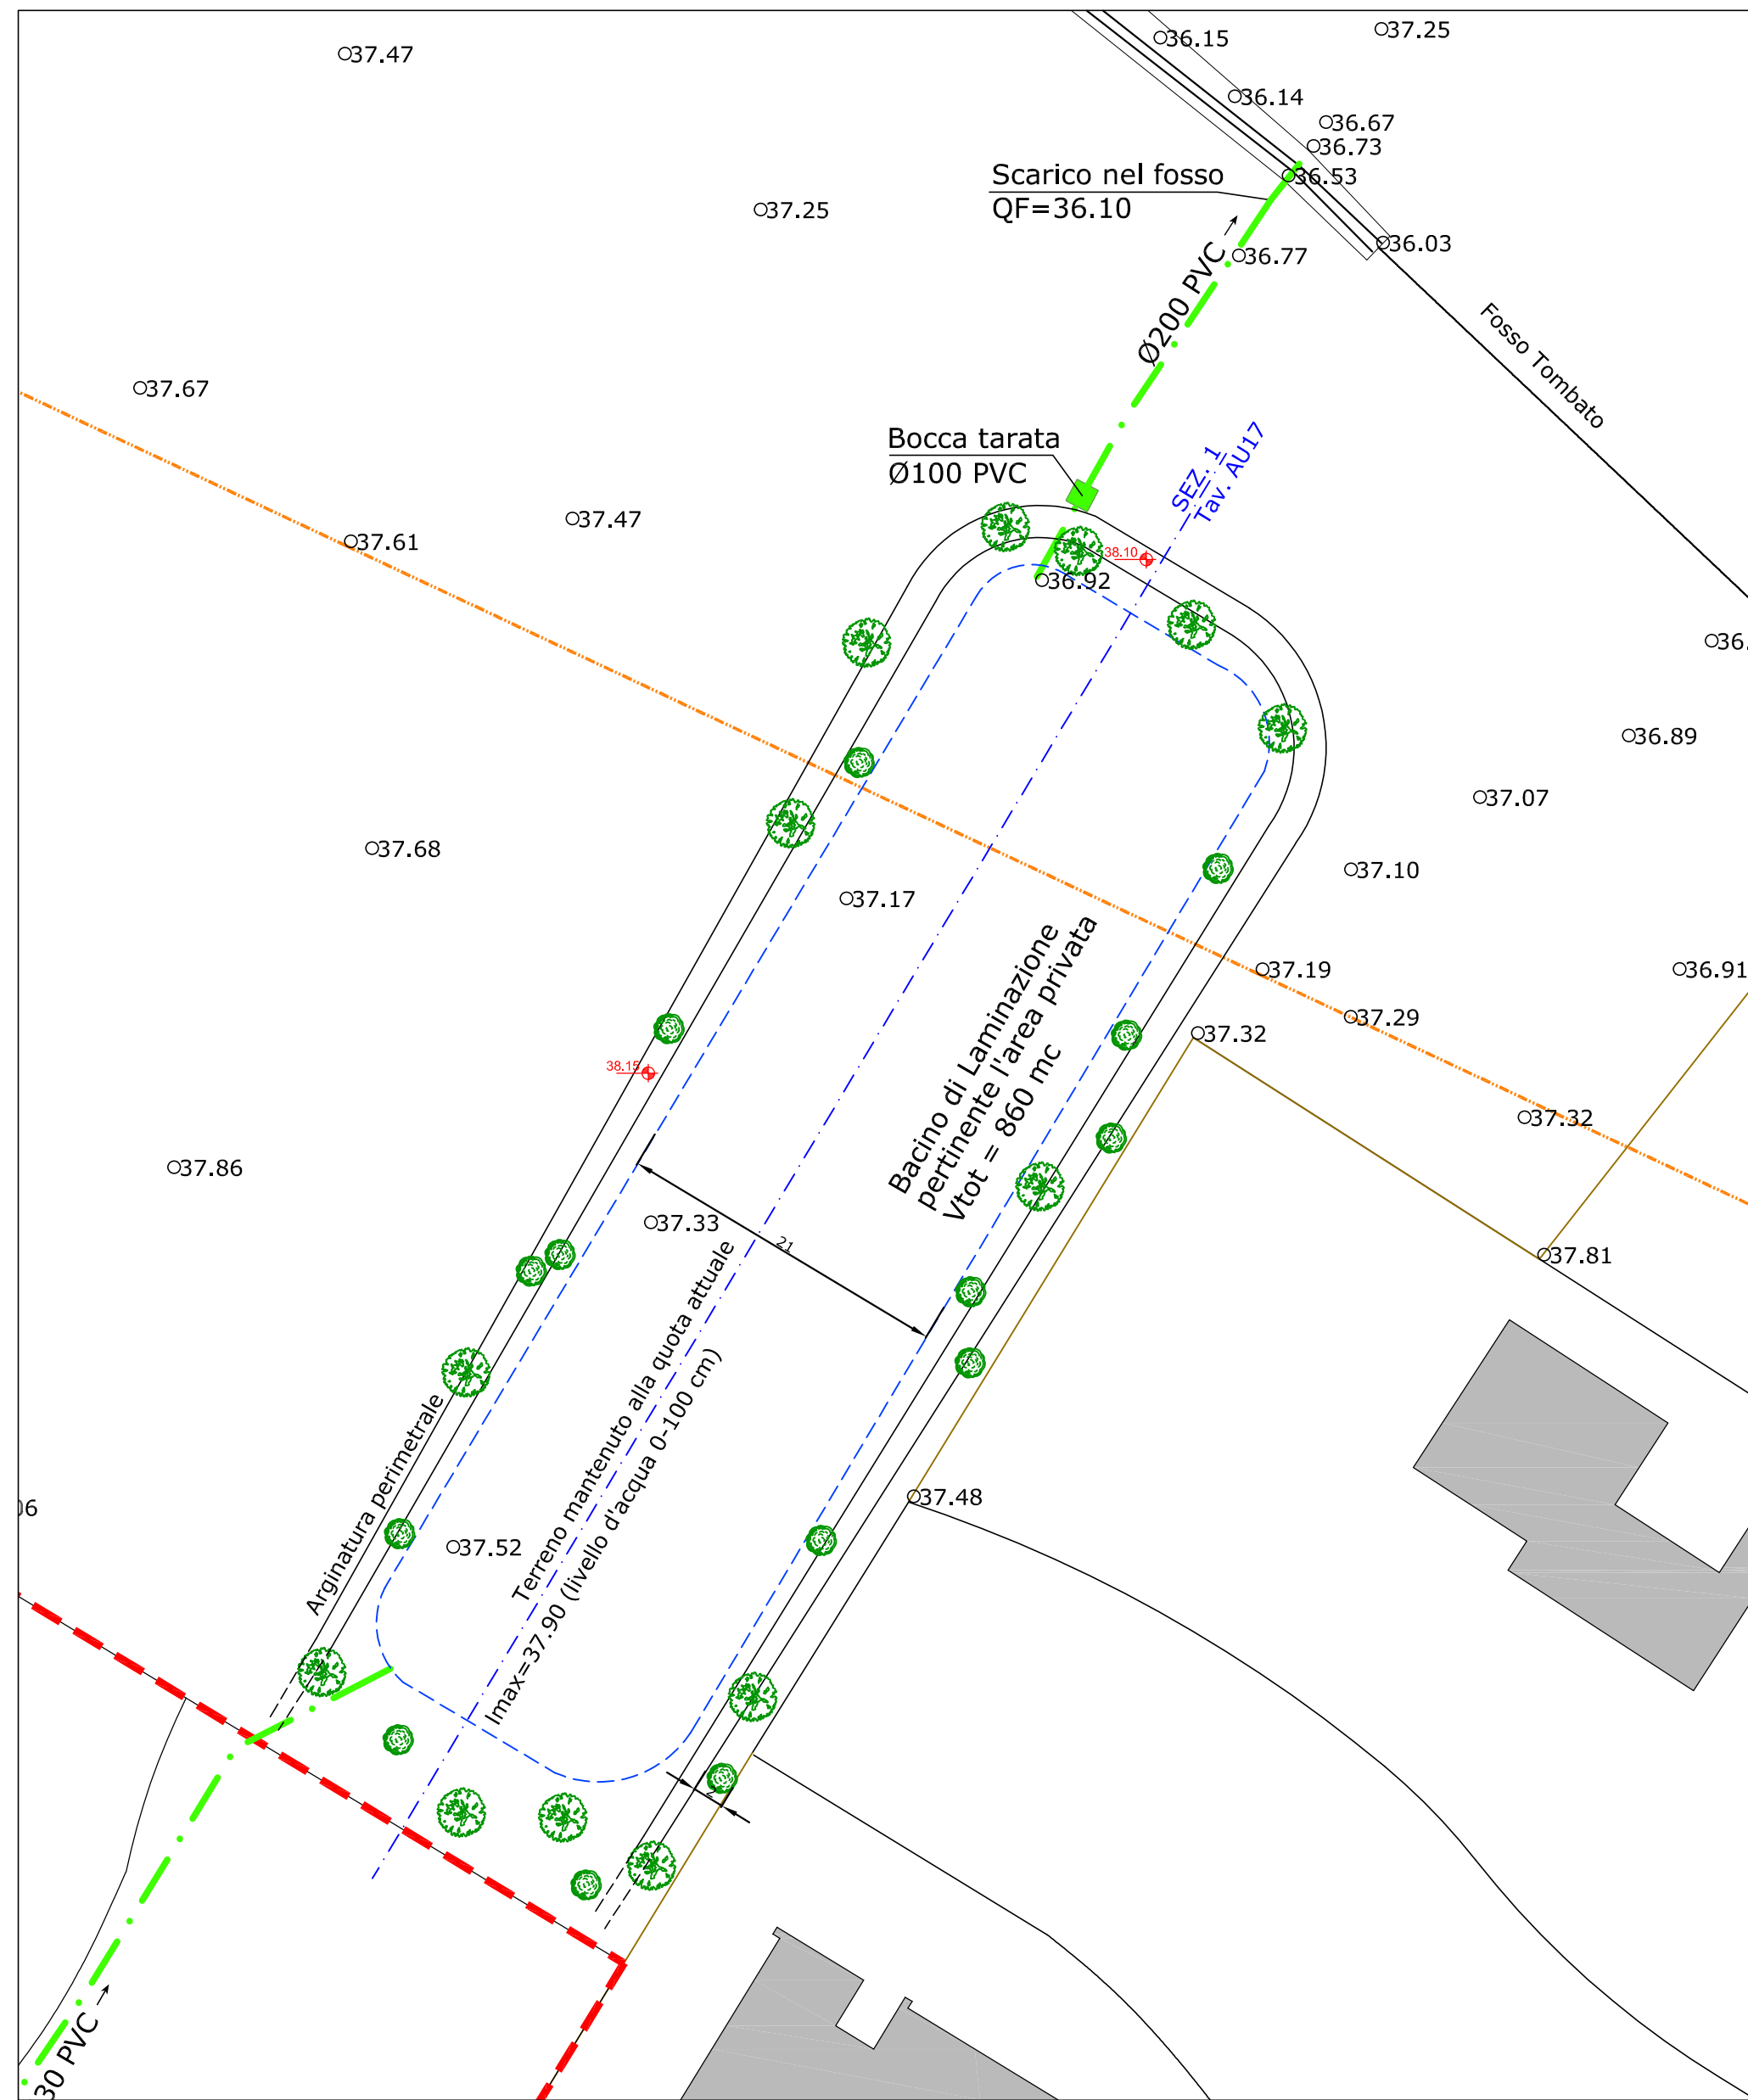 37.47
36.15
37.25
36.14
36.67
36.73
Scarico nel fosso
QF=36.10
36.53
37.25
36.03
36.77
Ø200 PVC
Fosso Tombato
37.67
Bocca tarata
Ø100 PVC
SEZ. 1
Tav. AU17
37.47
37.61
38.10
36.92
36.
36.89
37.07
37.68
37.10
37.17
Bacino di Laminazione
pertinente l'area privata
Vtot = 860 mc
37.19
36.91
37.29
37.32
38.15
37.32
37.86
37.33
21
37.81
Terreno mantenuto alla quota attuale
Imax=37.90 (livello d'acqua 0-100 cm)
Arginatura perimetrale
37.48
06
37.52
2
30 PVC